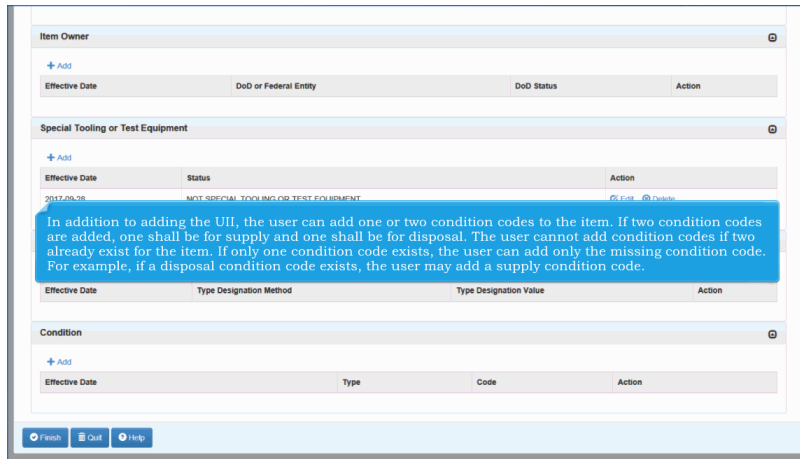 Item Owner
Add
Effective Date DoD or Federal Entity DoD Status Action
Special Tooling or Test Equipment
Add
Effective Date Status Action
2017-09-28 NOT SPECIAL TOOLING OR TEST EQUIPMENT Edit Delete
In addition to adding the UII, the user can add one or two condition codes to the item. If two condition codes
are added, one shall be for supply and one shall be for disposal. The user cannot add condition codes if two
already exist for the item. If only one condition code exists, the user can add only the missing condition code.
For example, if a disposal condition code exists, the user may add a supply condition code.
Effective Date Type Designation Method Type Designation Value Action
Condition
Add
Effective Date Type Code Action
Finish Quit Help